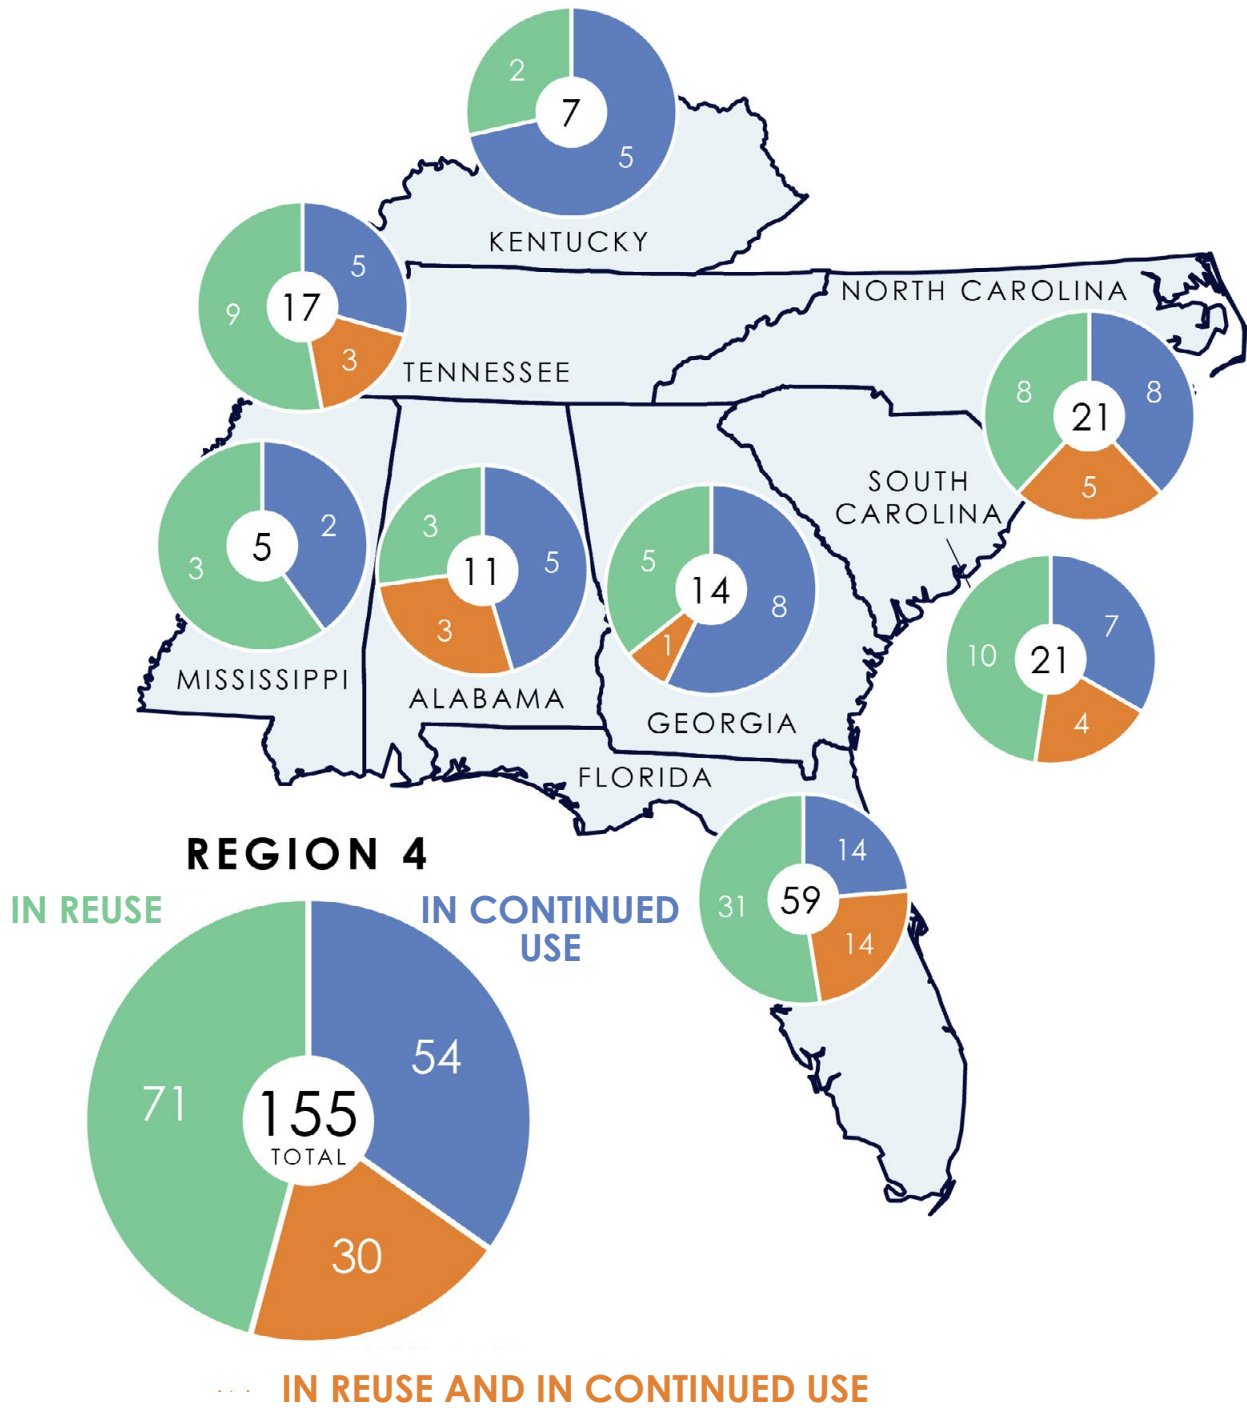 2
7
5
KENTUCKY
5
9
17
3
TENNESSEE
NORTH CAROLINA
8
8
21
5
SOUTH
CAROLINA
2
3
5
MISSISSIPPI
3
5
11
3
ALABAMA
5
14
8
1
GEORGIA
7
10
21
4
FLORIDA
14
31
59
14
REGION 4
IN REUSE
IN CONTINUED
USE
54
71
155
TOTAL
30
IN REUSE AND IN CONTINUED USE